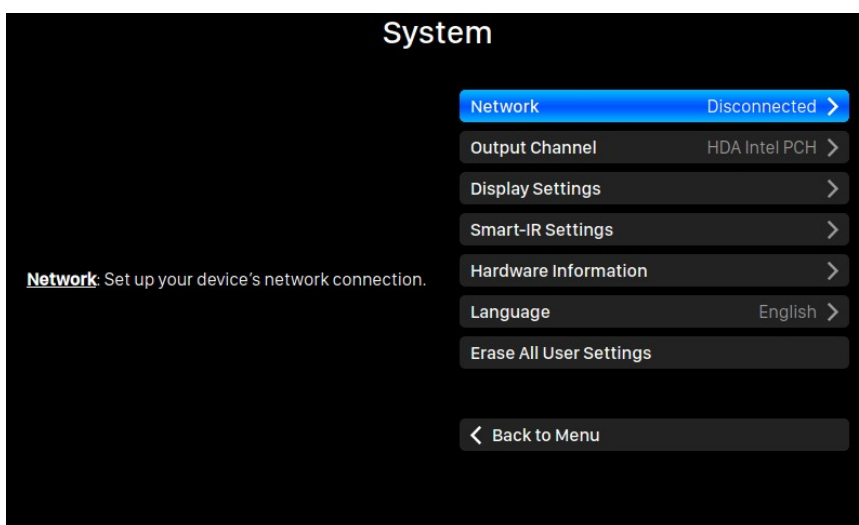 System
Network Disconnected
Output Channel HDA Intel PCH
Display Settings
Smart-IR Settings
Network: Set up your device’s network connection.
Hardware Information
Language English
Erase All User Settings
Back to Menu